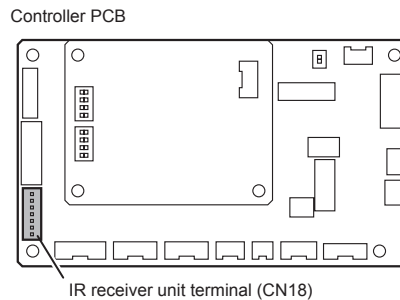 Controller PCB
IR receiver unit terminal (CN18)